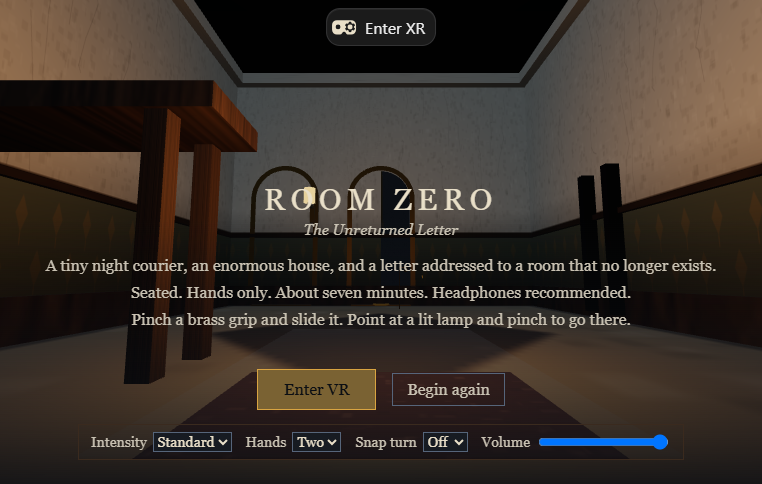 Enter XR
ROOM ZERO
The Unreturned Letter
A tiny night courier, an enormous house, and a letter addressed to a room that no longer exists.
Seated. Hands only. About seven minutes. Headphones recommended.
Pinch a brass grip and slide it. Point at a lit lamp and pinch to go there.
Enter VR Begin again
Intensity Standard Hands Two Snap turn Off Volume